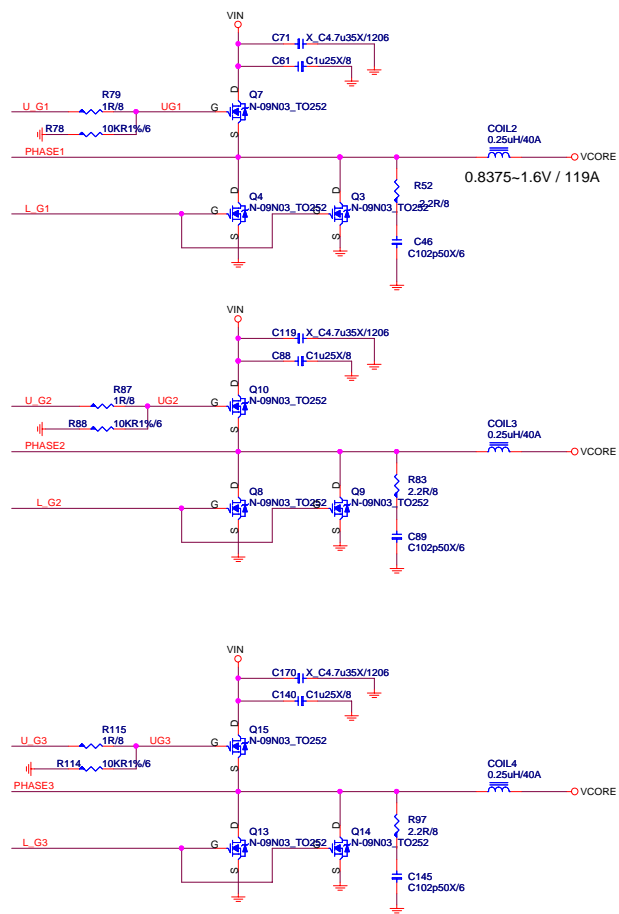 VIN
C71 X_C4.7u35X/1206
C61 C1u25X/8
D
Q7
R79
U_G1 1R/8 UG1 G N-09N03_TO252
R78 10KR1%/6 S
COIL2
0.25uH/40A
PHASE1 VCORE
0.8375~1.6V / 119A
D D R52
Q4 Q3 2.2R/8
L_G1 G N-09N03_TO252 G N-09N03_TO252
S S C46
C102p50X/6
VIN
C119 X_C4.7u35X/1206
C88 C1u25X/8
D
Q10
R87
U_G2 1R/8 UG2 G N-09N03_TO252
R88 10KR1%/6 S
COIL3
0.25uH/40A
PHASE2 VCORE
D D R83
Q8 Q9 2.2R/8
L_G2 G N-09N03_TO252 G N-09N03_TO252
S S C89
C102p50X/6
VIN
C170 X_C4.7u35X/1206
C140 C1u25X/8
D
Q15
R115
U_G3 1R/8 UG3 G N-09N03_TO252
R114 10KR1%/6 S
COIL4
0.25uH/40A
PHASE3 VCORE
D D R97
Q13 Q14 2.2R/8
L_G3 G N-09N03_TO252 G N-09N03_TO252
S S C145
C102p50X/6